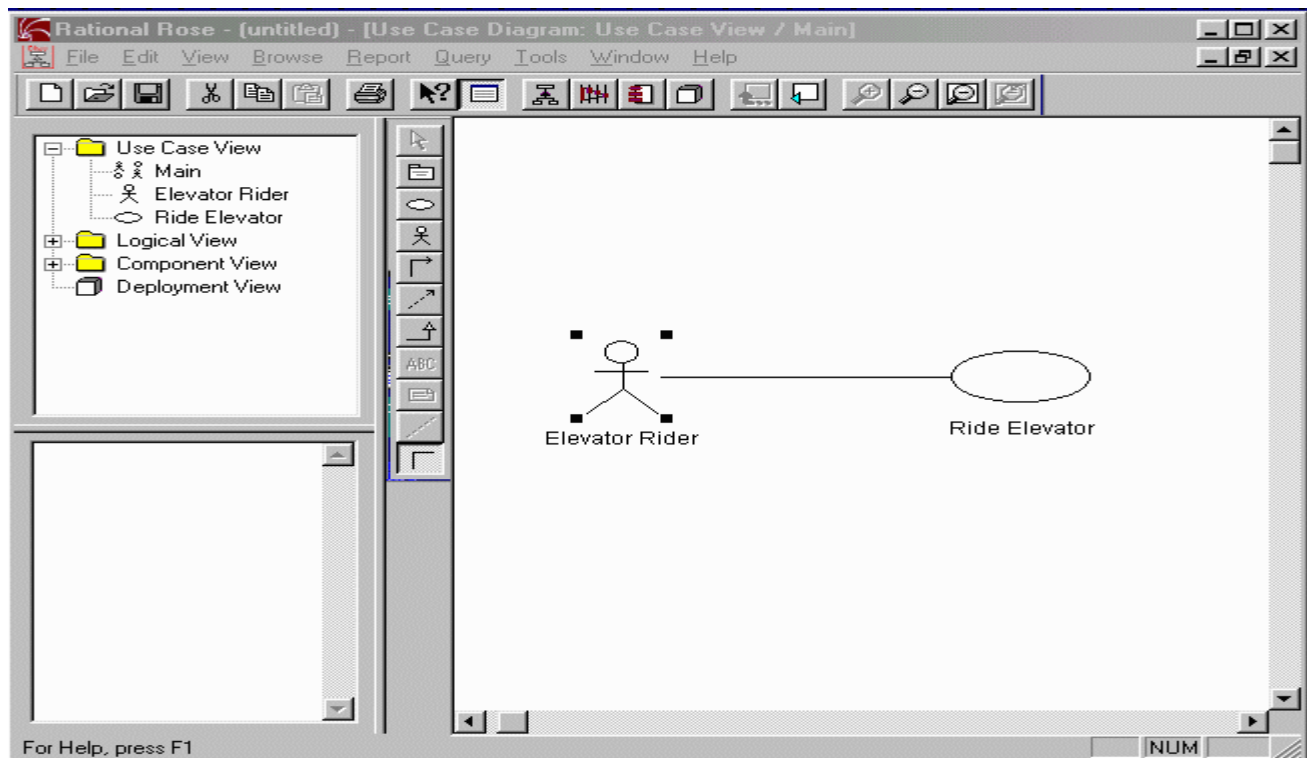 Rational Rose - (untitled) - [Use Case Diagram: Use Case View / Main]
File Edit View Browse Report Query Tools Window Help
Use Case View
Main
Elevator Rider
Ride Elevator
Logical View
Component View
Deployment View
ABC
Elevator Rider
Ride Elevator
For Help, press F1
NUM